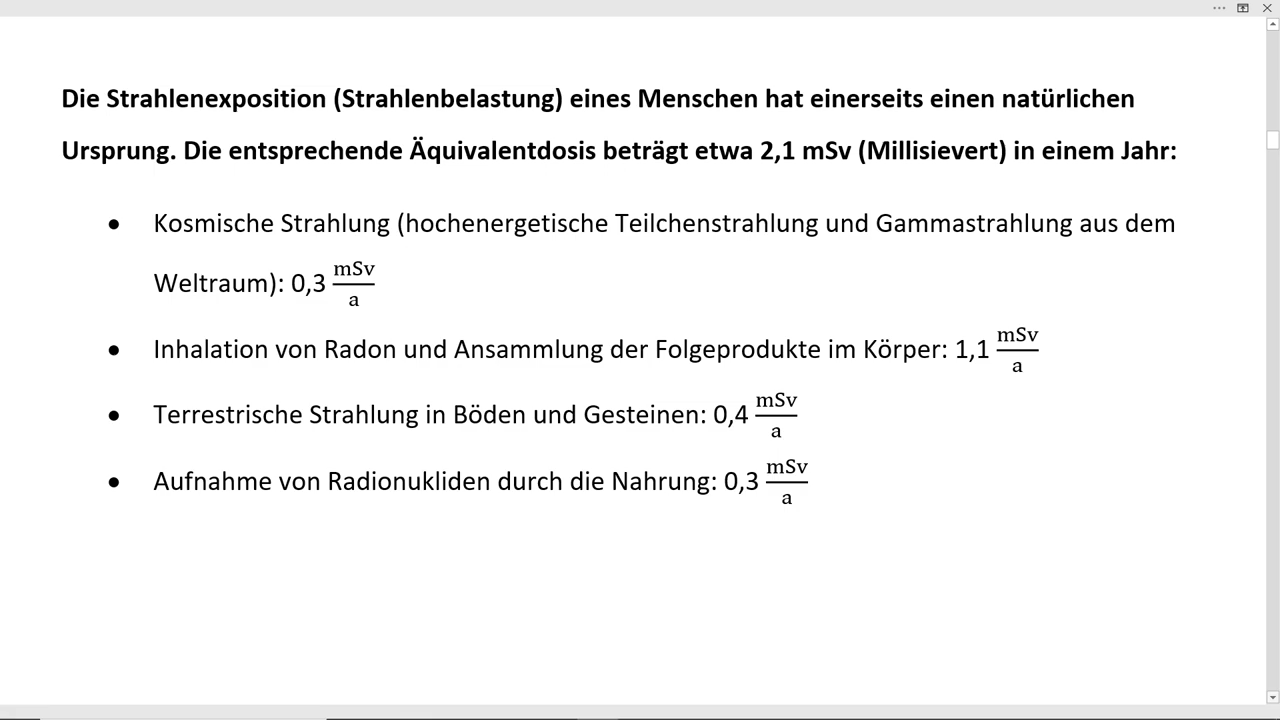 Die Strahlenexposition (Strahlenbelastung) eines Menschen hat einerseits einen natürlichen
Ursprung. Die entsprechende Äquivalentdosis beträgt etwa 2,1 mSv (Millisievert) in einem Jahr:
• Kosmische Strahlung (hochenergetische Teilchenstrahlung und Gammastrahlung aus dem
Weltraum): 0,3 mSv/a
• Inhalation von Radon und Ansammlung der Folgeprodukte im Körper: 1,1 mSv/a
• Terrestrische Strahlung in Böden und Gesteinen: 0,4 mSv/a
• Aufnahme von Radionukliden durch die Nahrung: 0,3 mSv/a